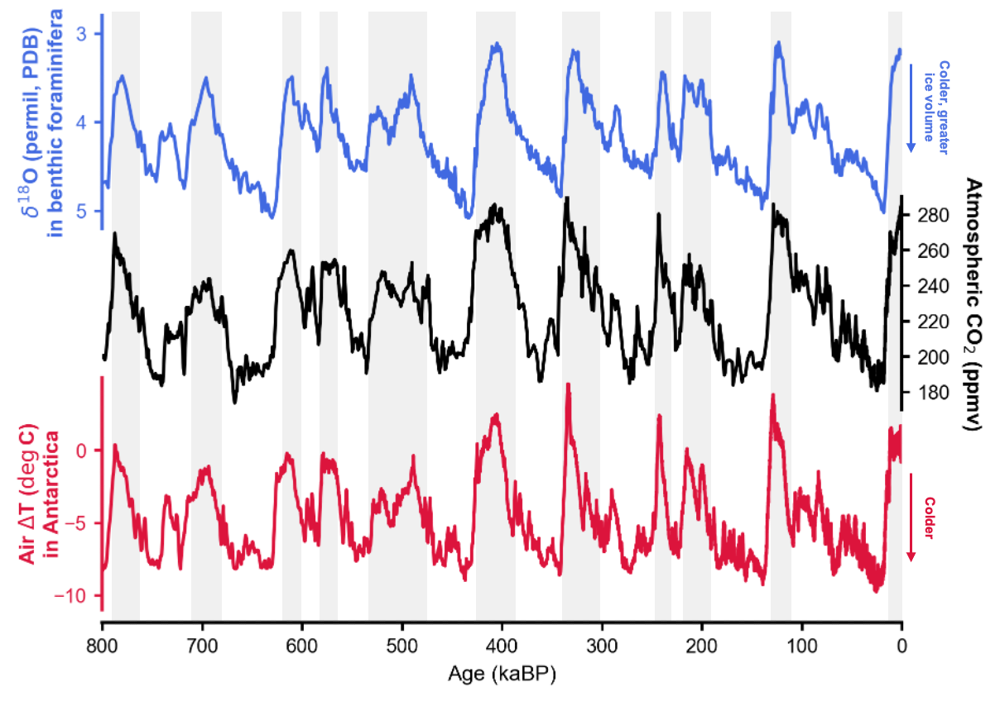 δ¹⁸O (permil, PDB)
in benthic foraminifera
3
4
5
Colder, greater
ice volume
Atmospheric CO₂ (ppmv)
280
260
240
220
200
180
Air ΔT (deg C)
in Antarctica
0
−5
−10
Colder
800
700
600
500
400
300
200
100
0
Age (kaBP)